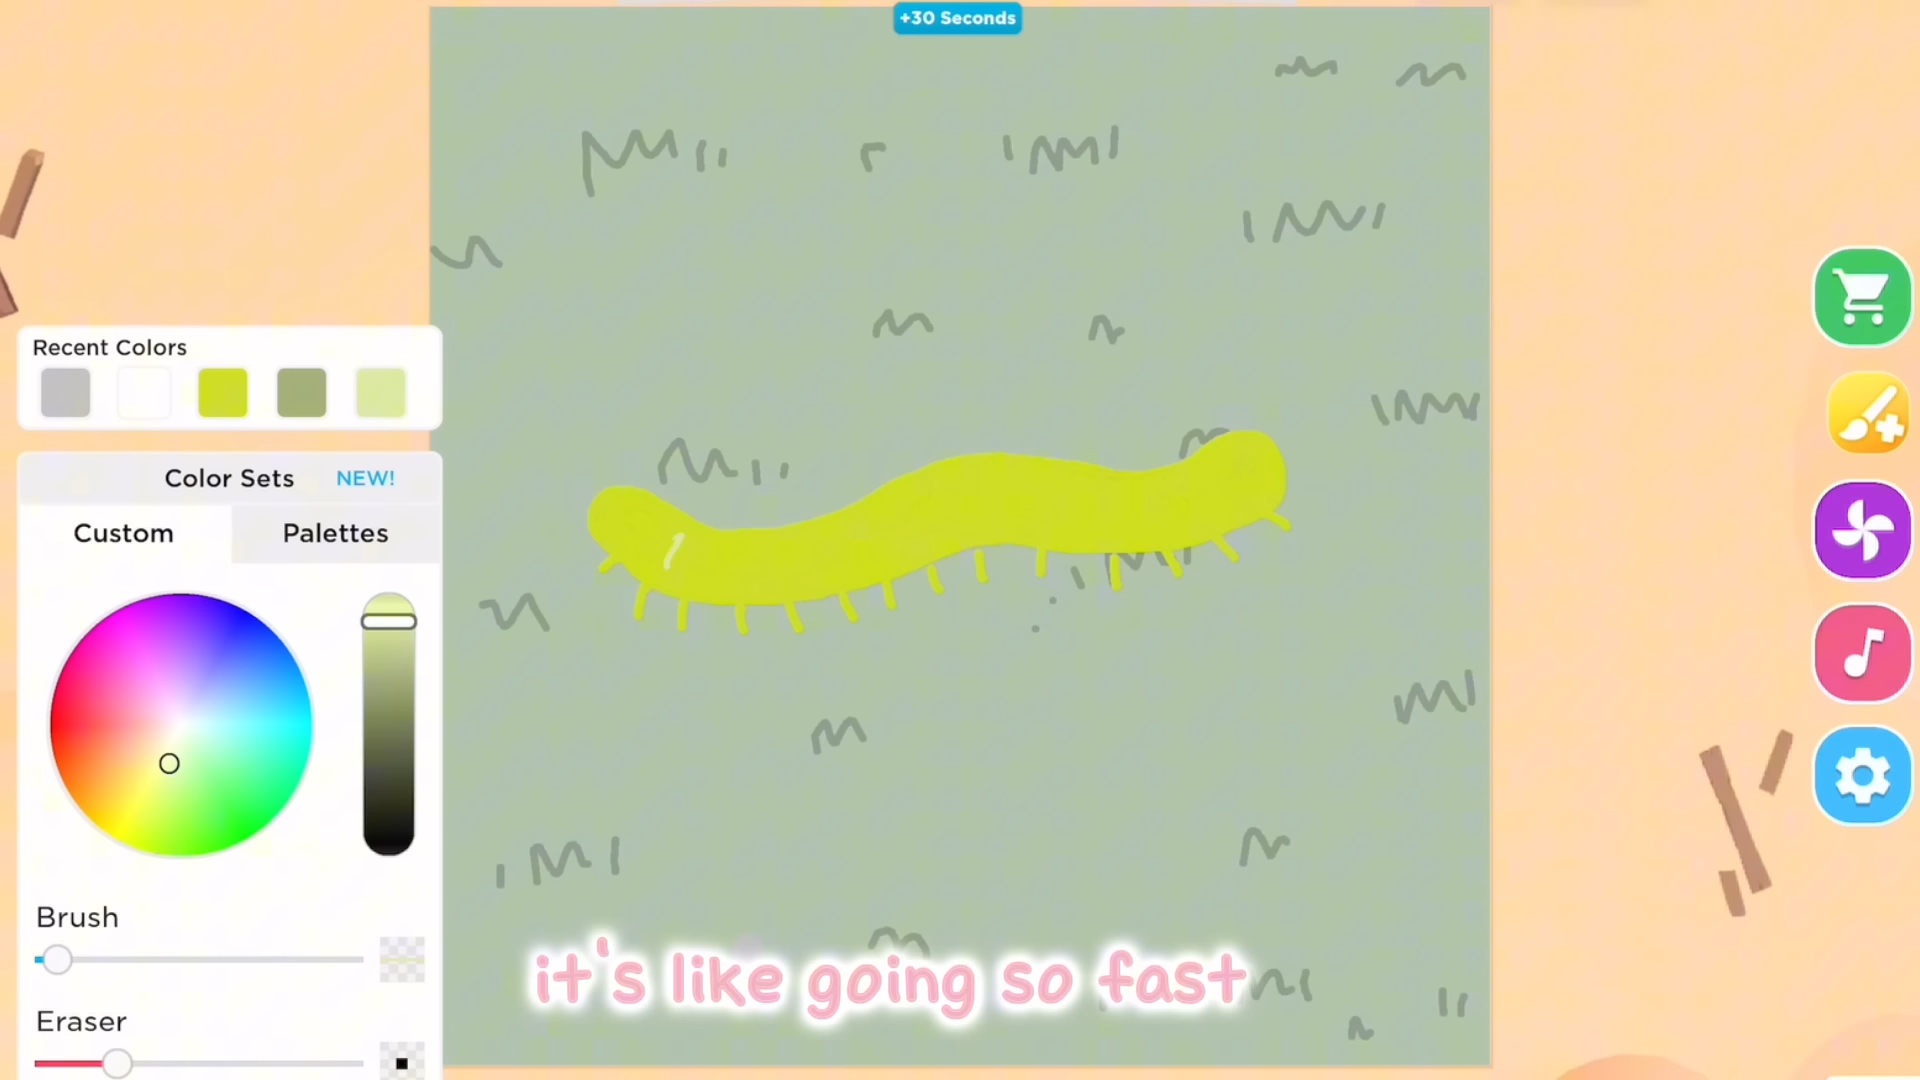 +30 Seconds
Recent Colors
Color Sets NEW!
Custom Palettes
Brush
Eraser
it's like going so fast